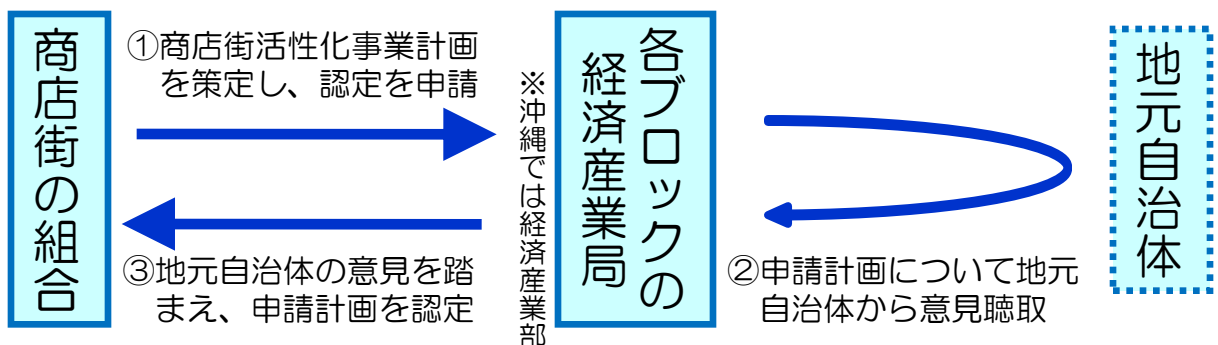 商店街の組合
①商店街活性化事業計画
を策定し、認定を申請
③地元自治体の意見を踏
まえ、申請計画を認定
※沖縄では経済産業部
各ブロックの
経済産業局
②申請計画について地元
自治体から意見聴取
地元自治体